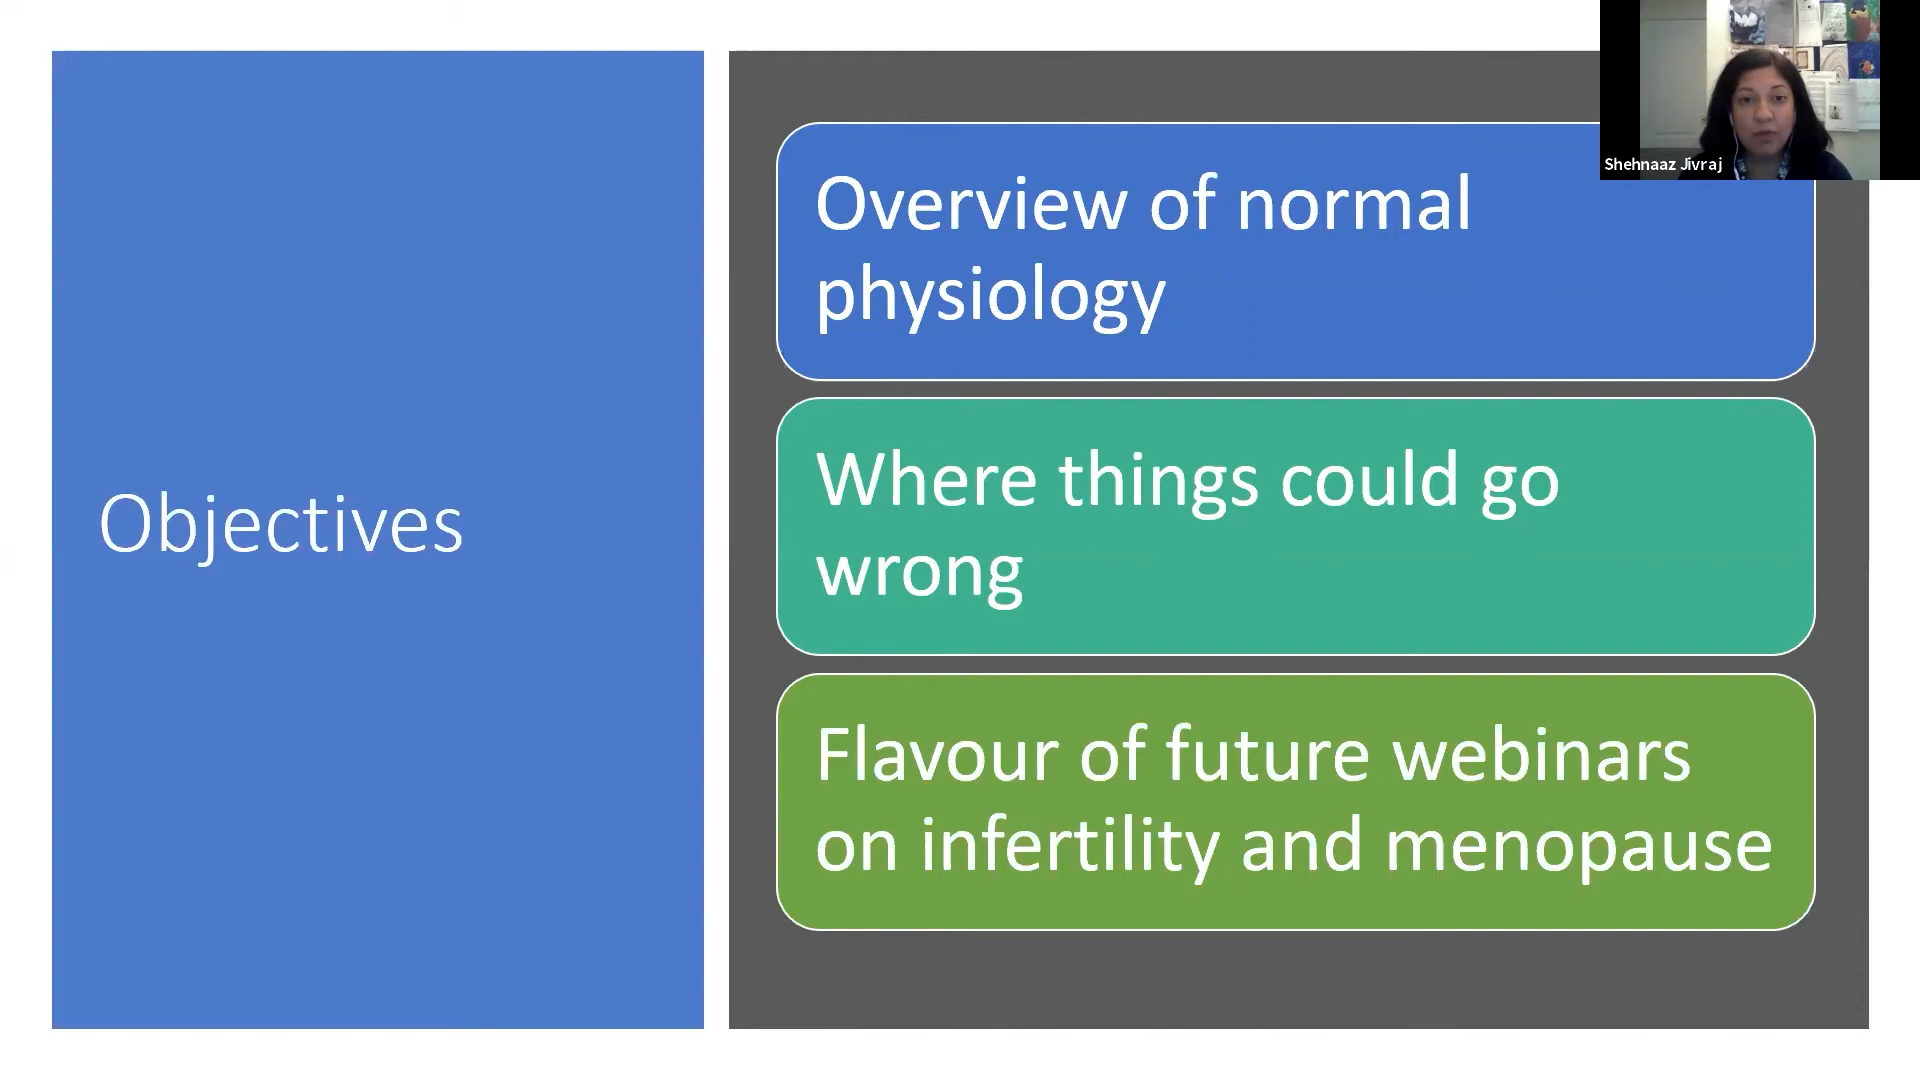 Objectives
Overview of normal
physiology
Where things could go
wrong
Flavour of future webinars
on infertility and menopause
Shehnaaz Jivraj